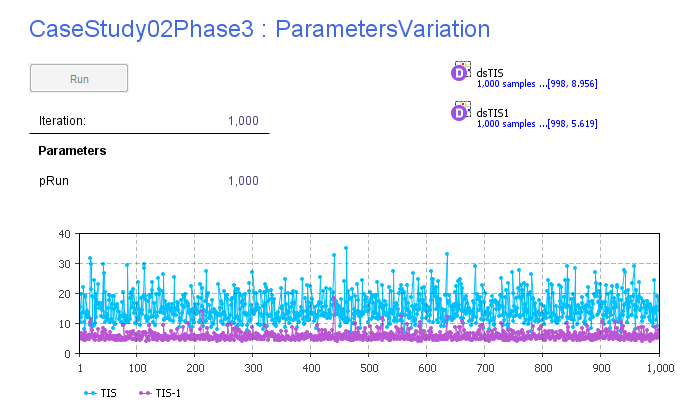 CaseStudy02Phase3 : ParametersVariation
Run
Iteration: 1,000
Parameters
pRun 1,000
D dsTIS
1,000 samples ...[998, 8.956]
D dsTIS1
1,000 samples ...[998, 5.619]
40
30
20
10
0
1 100 200 300 400 500 600 700 800 900 1,000
TIS TIS-1